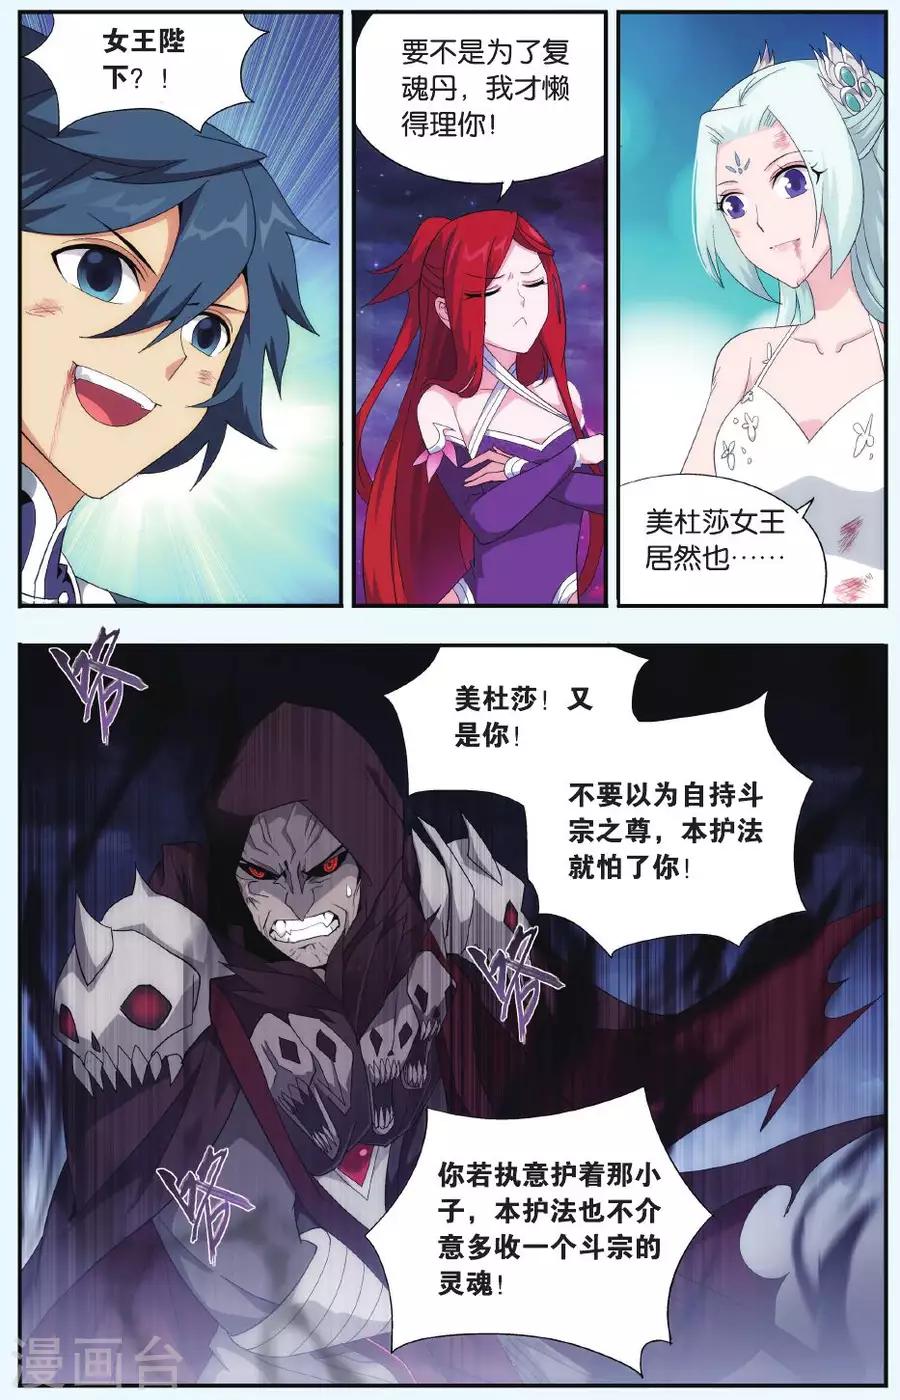 女王陛
下？！
要不是为了复
魂丹，我才懒
得理你！
美杜莎女王
居然也……
美杜莎！又
是你！
不要以为自持斗
宗之尊，本护法
就怕了你！
咯
咯
咯
你若执意护着那小
子，本护法也不介
意多收一个斗宗的
灵魂！
漫画台